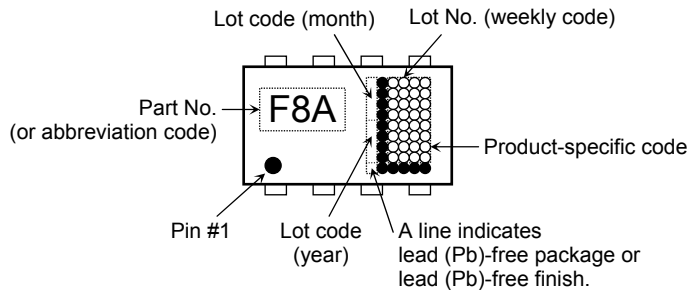 Lot code (month)
Lot No. (weekly code)
Part No.
(or abbreviation code)
F8A
Product-specific code
Pin #1
Lot code
(year)
A line indicates
lead (Pb)-free package or
lead (Pb)-free finish.